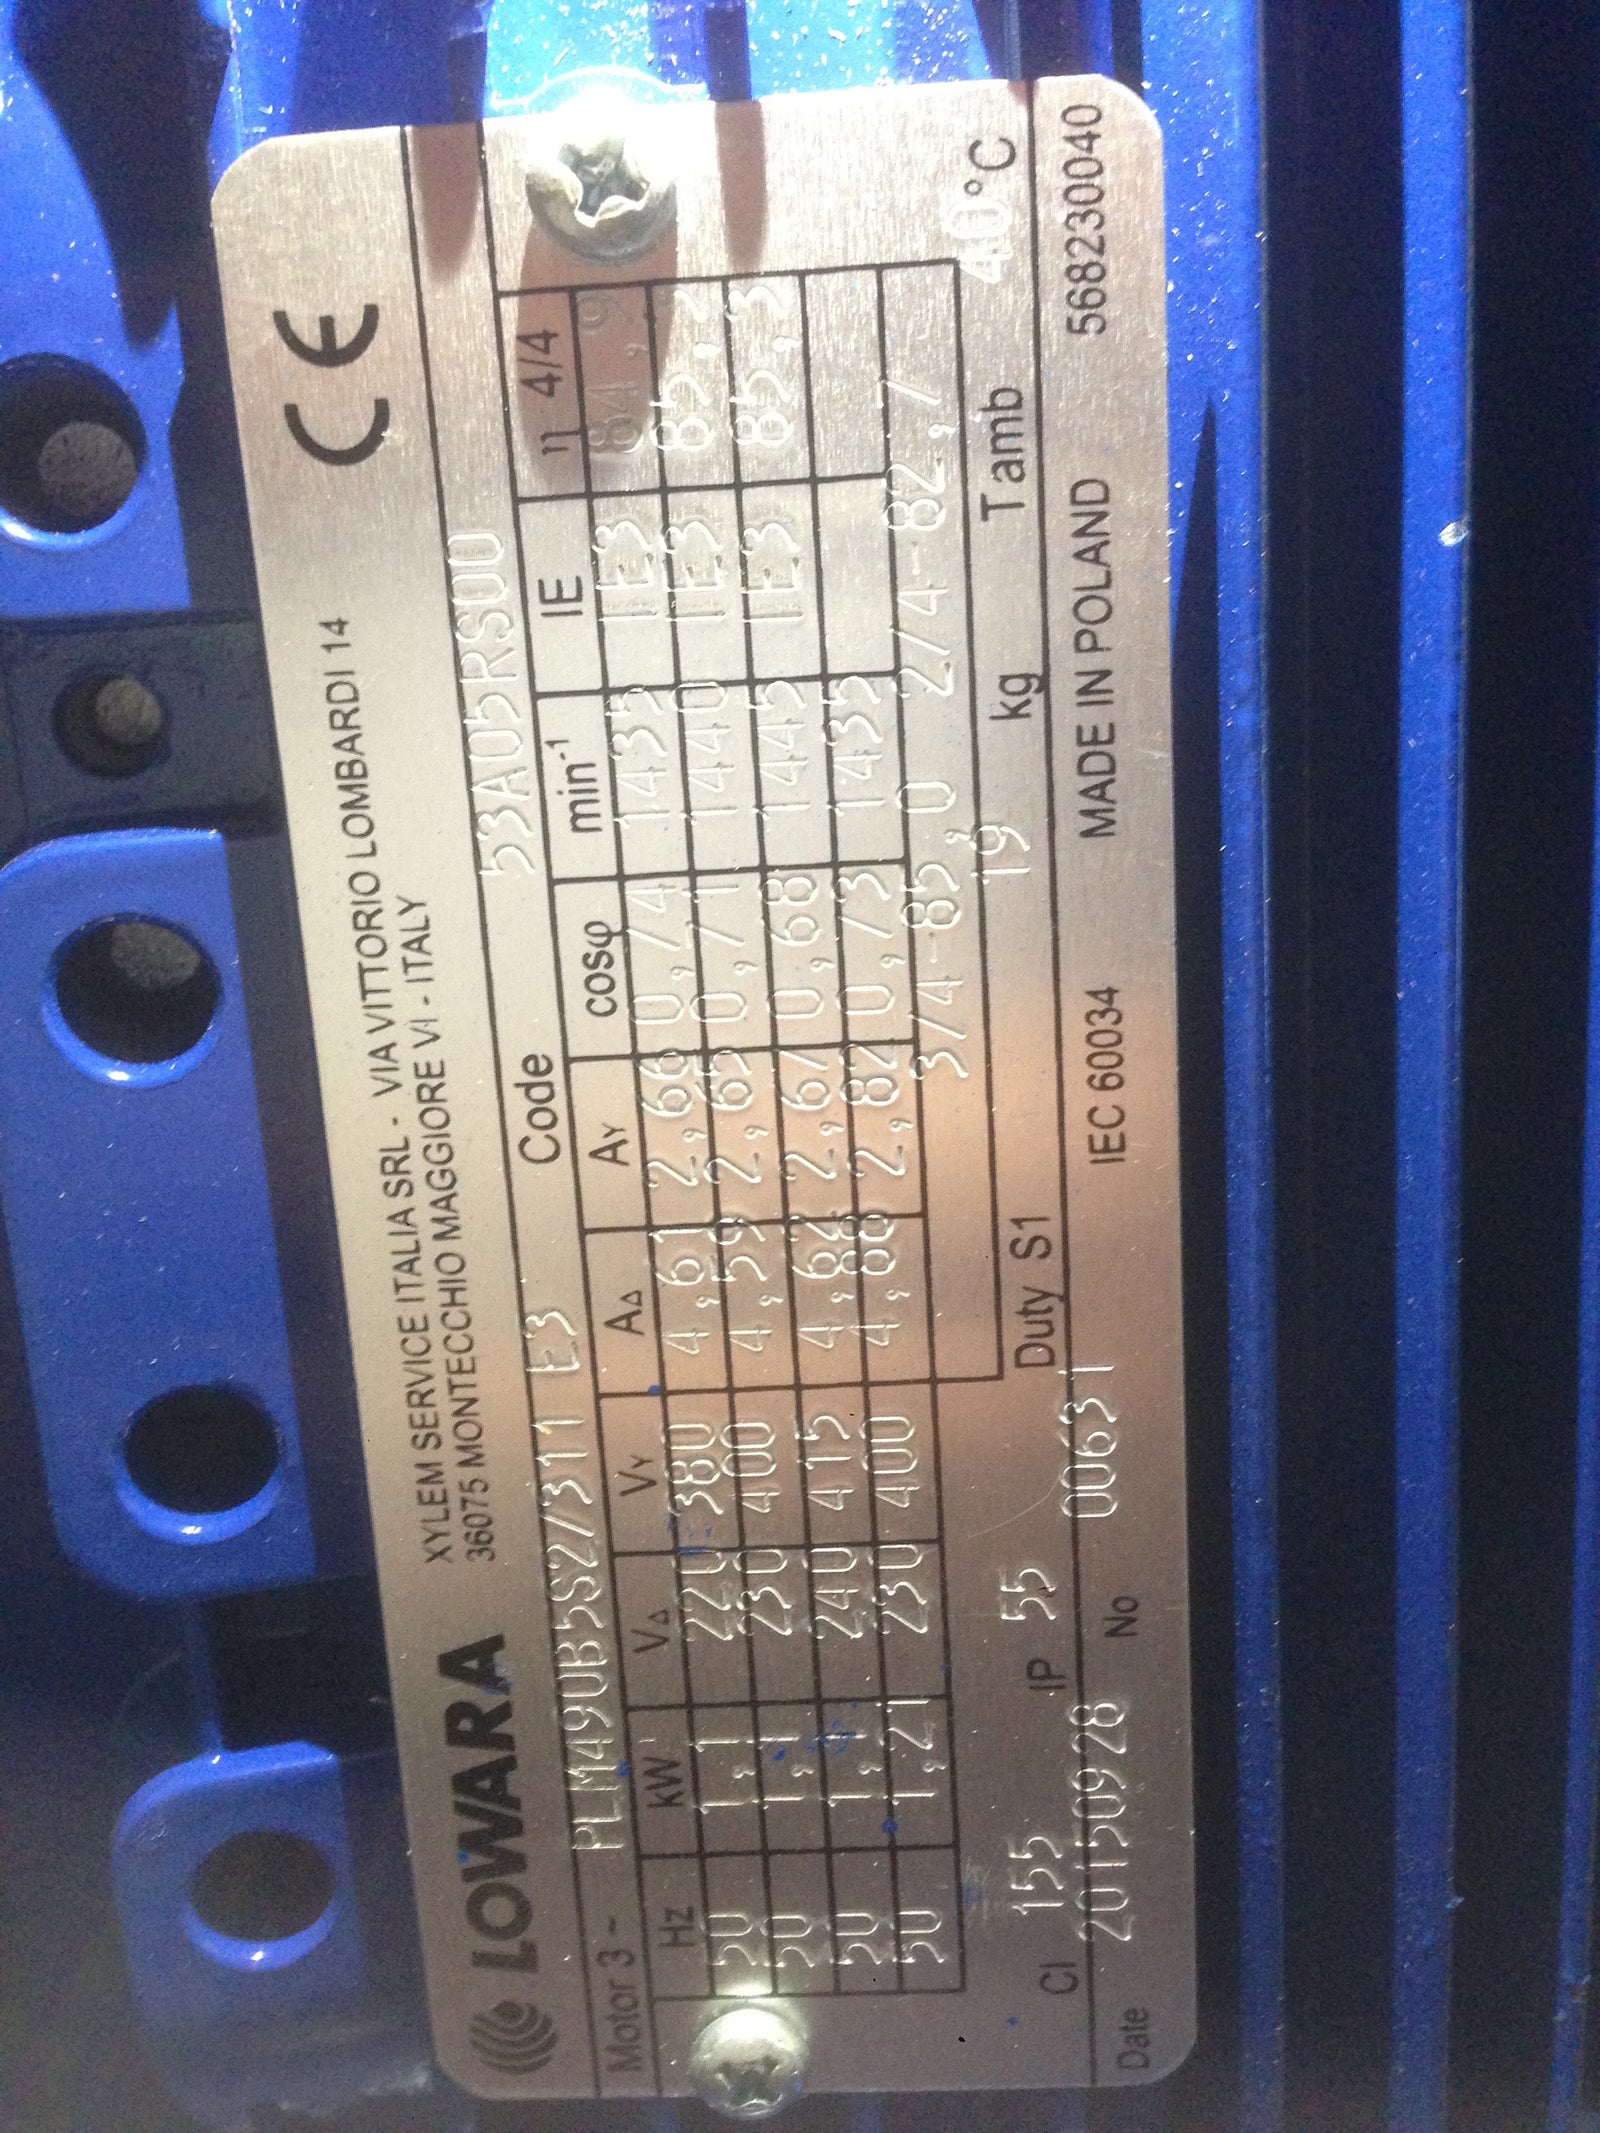 LOWARA XYLEM SERVICE ITALIA SRL - VIA VITTORIO LOMBARDI 14
36075 MONTECCHIO MAGGIORE VI - ITALY CE
Motor 3 ~ PLM490B5S2/311 E3 Code 53A05RS00
Hz kW V△ VY A△ AY cosφ min⁻¹ IE η 4/4
50 1,1 220 380 4,61 2,66 0,74 1435 IE3 84,9
50 1,1 230 400 4,59 2,65 0,71 1440 IE3 85,2
50 1,1 240 415 4,62 2,67 0,68 1445 IE3 85,3
50 1,21 230 400 4,88 2,82 0,73 1435
3/4-85,0 2/4-82,7
Cl 155 IP 55 Duty S1 19 kg Tamb 40°C
Date 20150928 No 00631 IEC 60034 MADE IN POLAND 568230040